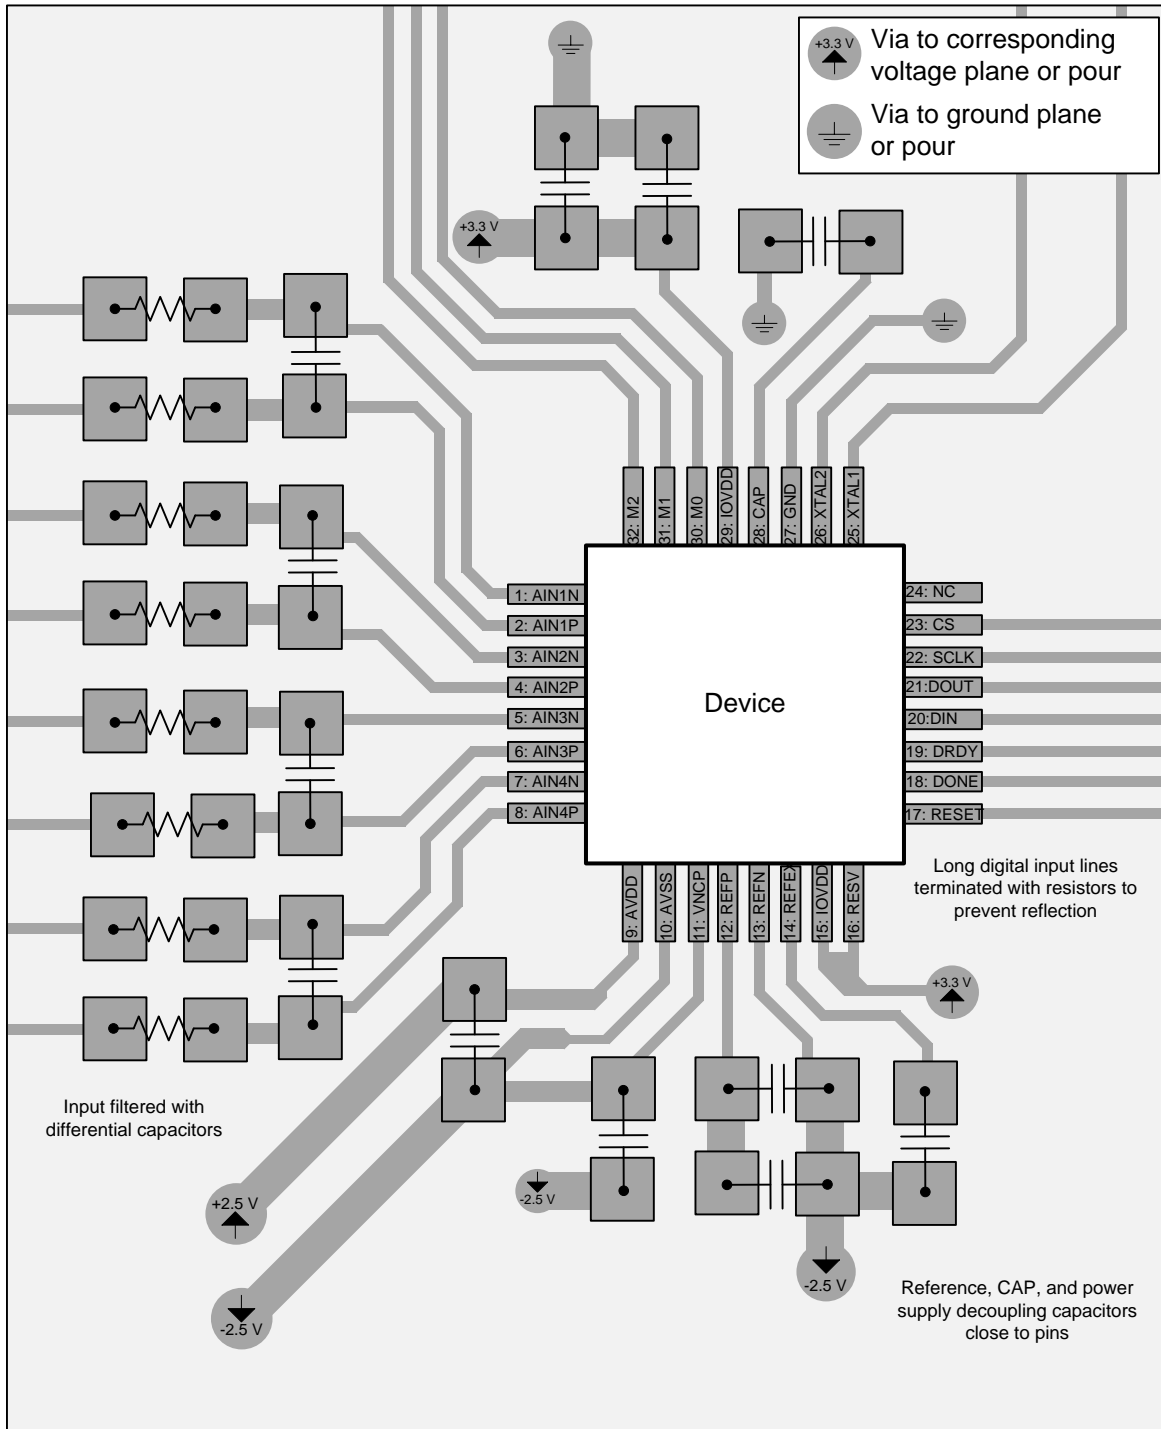 +3.3 V
Via to corresponding
voltage plane or pour
Via to ground plane
or pour
+3.3 V
32: M2
31: M1
30: M0
29: IOVDD
28: CAP
27: GND
26: XTAL2
25: XTAL1
1: AIN1N
2: AIN1P
3: AIN2N
4: AIN2P
5: AIN3N
6: AIN3P
7: AIN4N
8: AIN4P
Device
24: NC
23: CS
22: SCLK
21:DOUT
20:DIN
19: DRDY
18: DONE
17: RESET
9: AVDD
10: AVSS
11: VNCP
12: REFP
13: REFN
14: REFEX
15: IOVDD
16: RESV
Long digital input lines
terminated with resistors to
prevent reflection
+3.3 V
Input filtered with
differential capacitors
+2.5 V
-2.5 V
-2.5 V
-2.5 V
Reference, CAP, and power
supply decoupling capacitors
close to pins